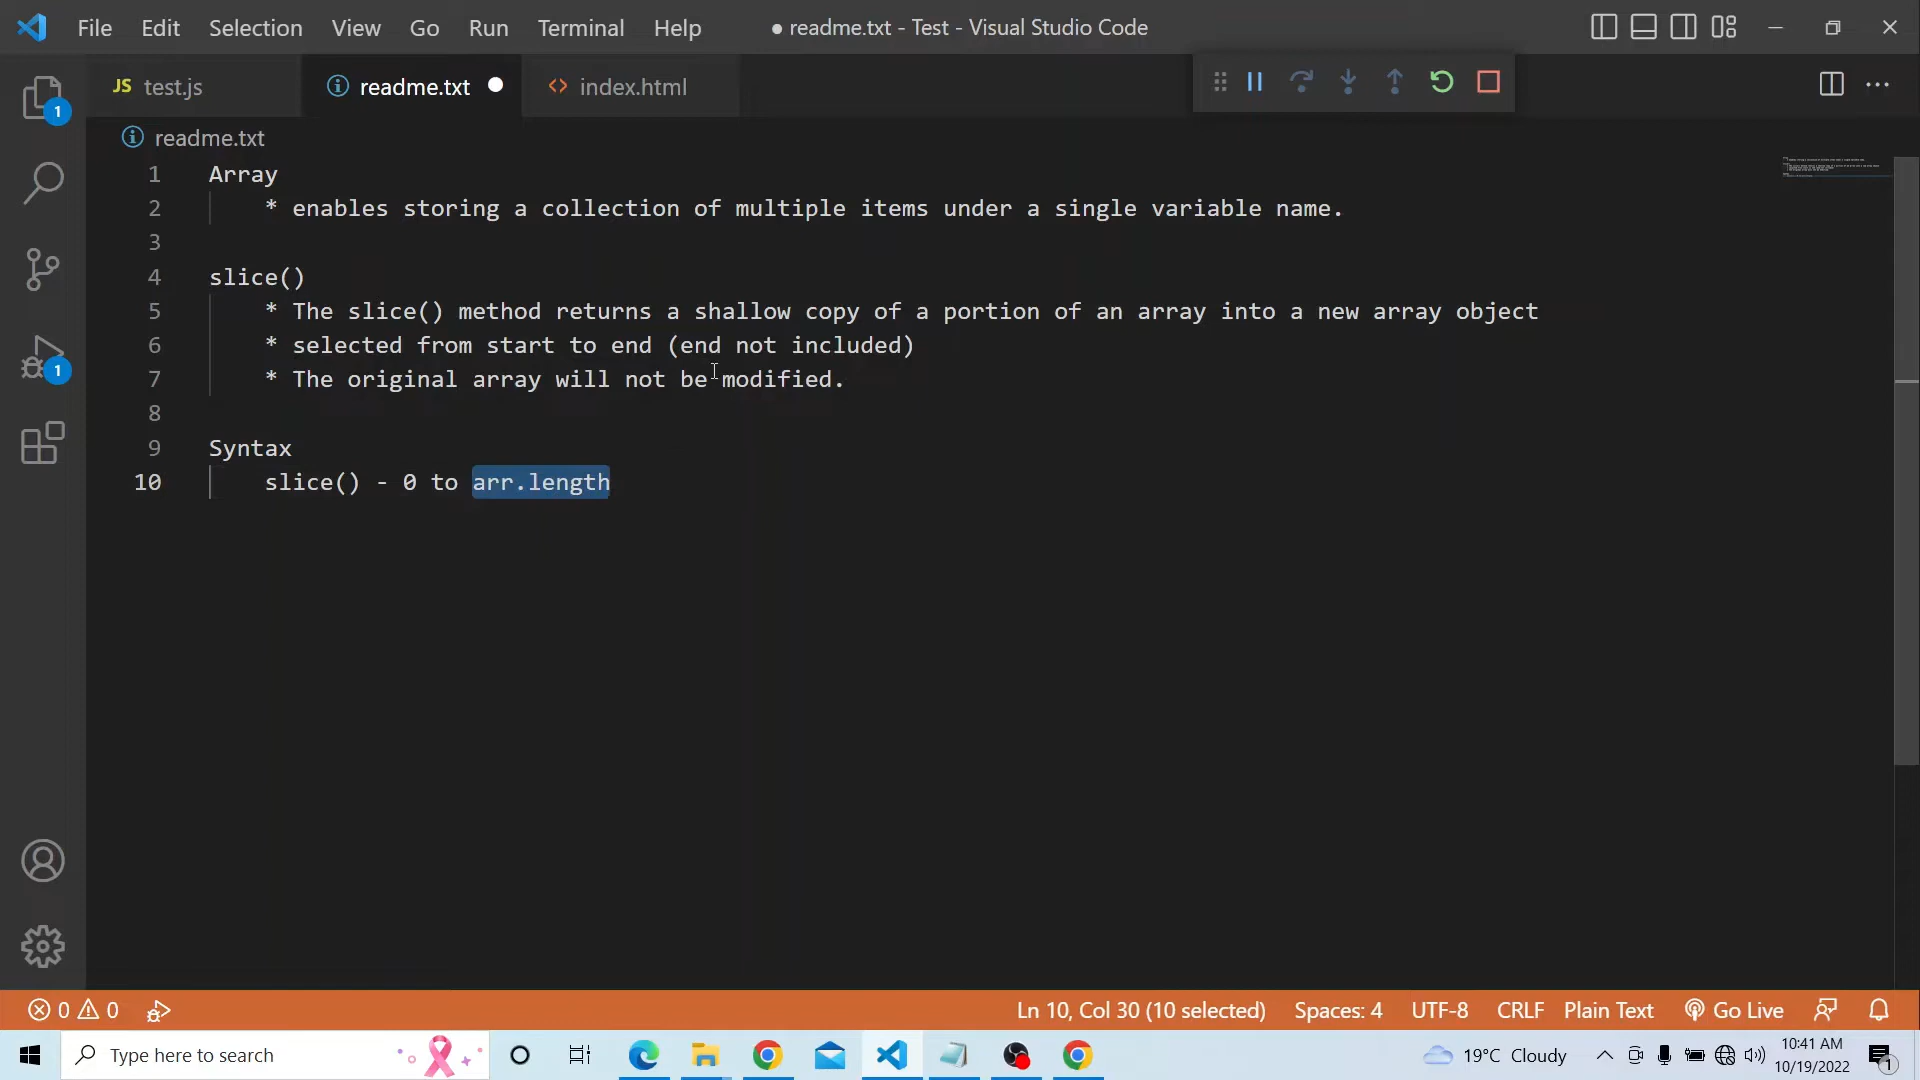 File Edit Selection View Go Run Terminal Help ● readme.txt - Test - Visual Studio Code
JS test.js readme.txt index.html
readme.txt
1 Array
2 * enables storing a collection of multiple items under a single variable name.
3
4 slice()
5 * The slice() method returns a shallow copy of a portion of an array into a new array object
6 * selected from start to end (end not included)
7 * The original array will not be modified.
8
9 Syntax
10 slice() - 0 to arr.length
1
1
0 0 Ln 10, Col 30 (10 selected) Spaces: 4 UTF-8 CRLF Plain Text Go Live
Type here to search 19°C Cloudy 10:41 AM
10/19/2022
1